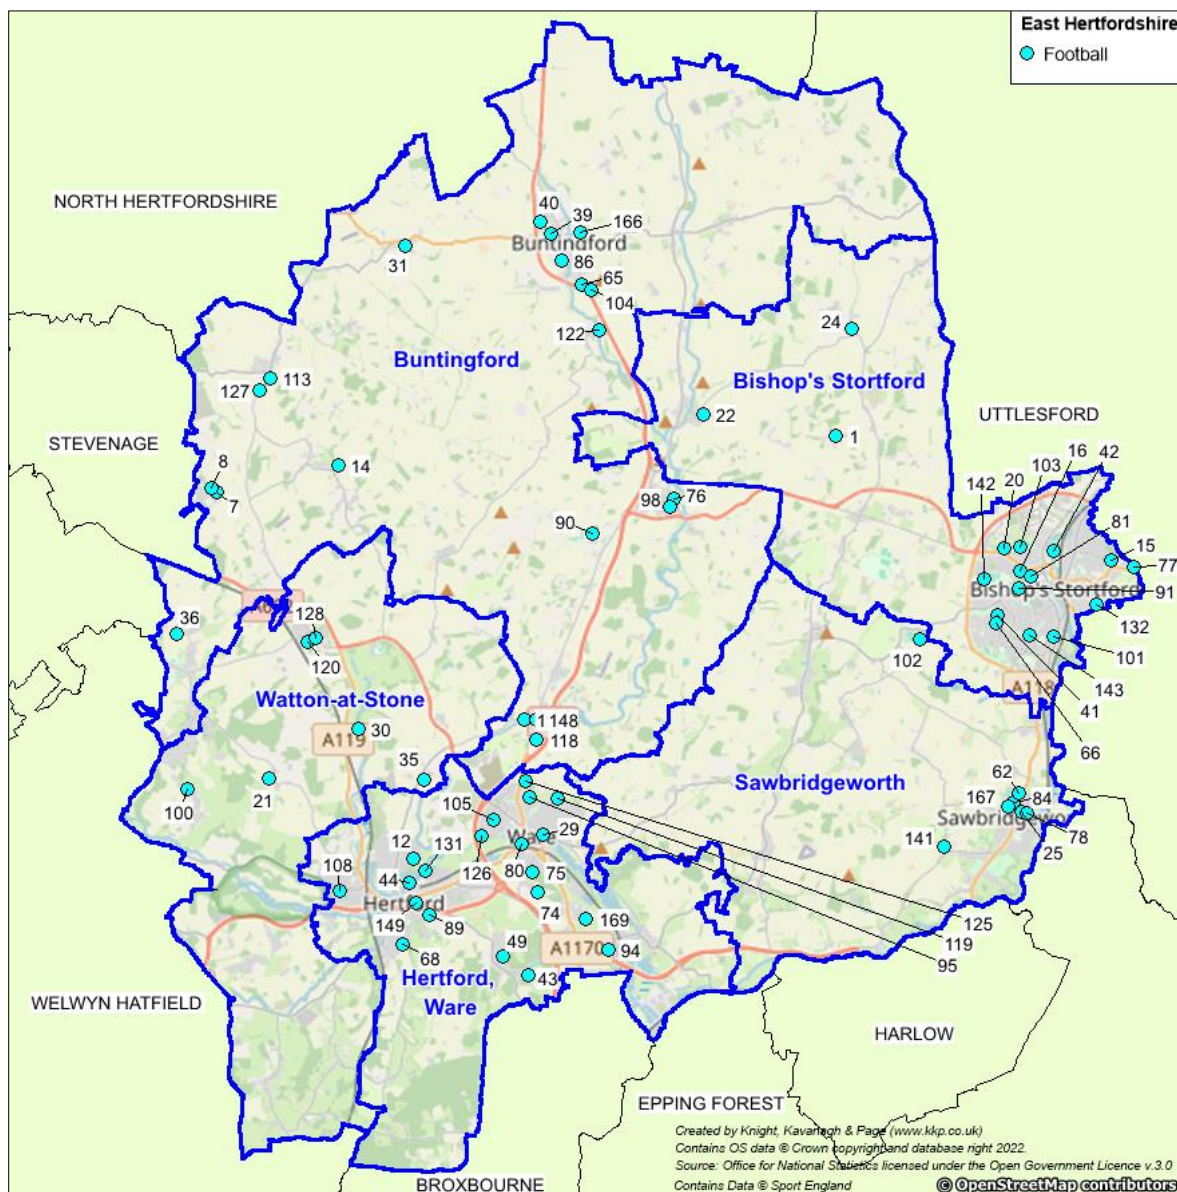 East Hertfordshire
Football
NORTH HERTFORDSHIRE
40
39
166
Buntingford
31
86
65
104
122
24
Buntingford
Bishop's Stortford
113
127
22
UTTLESFORD
STEVENAGE
1
16
42
8
14
103
20
142
7
76
98
81
90
15
77
Bishop's Stortford
91
36
128
132
120
102
101
Watton-at-Stone
A118
143
41
1
148
30
118
A119
66
35
Sawbridgeworth
62
21
100
167
84
105
Sawbridgewo
29
Ware
78
12
131
141
25
126
80
108
44
75
Hertford
74
125
149
89
169
119
49
A1170
94
68
95
43
Hertford,
Ware
WELWYN HATFIELD
HARLOW
EPPING FOREST
Created by Knight, Kavanagh & Page (www.kkp.co.uk)
Contains OS data © Crown copyright and database right 2022.
Source: Office for National Statistics licensed under the Open Government Licence v.3.0
BROXBOURNE
Contains Data © Sport England
© OpenStreetMap contributors